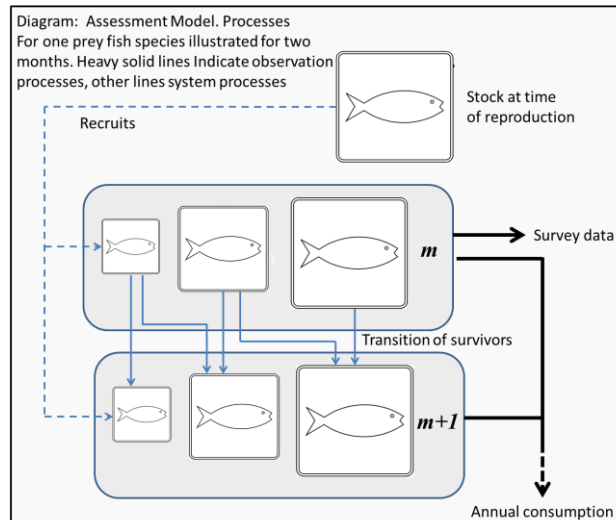 Diagram: Assessment Model. Processes
For one prey fish species illustrated for two
months. Heavy solid lines Indicate observation
processes, other lines system processes
Recruits
Stock at time
of reproduction
m
Survey data
Transition of survivors
m+1
Annual consumption